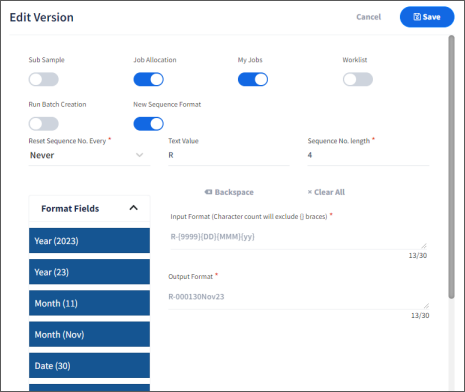 Edit Version
Cancel
Save
Sub Sample
Job Allocation
My Jobs
Worklist
Run Batch Creation
New Sequence Format
Reset Sequence No. Every *
Text Value
Sequence No. length *
Never
R
4
Backspace
× Clear All
Format Fields
Input Format (Character count will exclude {} braces) *
Year (2023)
R-{9999}{DD}{MMM}{yy}
13/30
Year (23)
Output Format *
Month (11)
R-000130Nov23
13/30
Month (Nov)
Date (30)